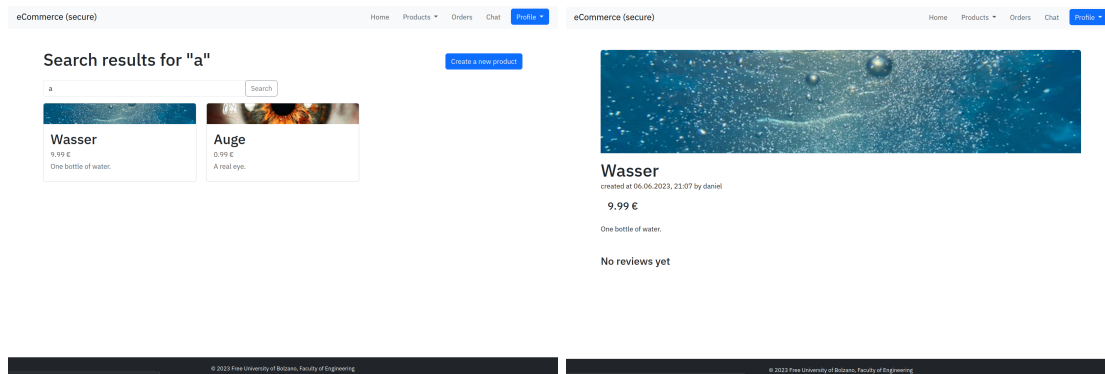 eCommerce (secure)
Home Products Orders Chat Profile
Search results for "a"
Create a new product
a
Search
Wasser
9.99 €
One bottle of water.
Auge
0.99 €
A real eye.
© 2023 Free University of Bolzano, Faculty of Engineering
eCommerce (secure)
Home Products Orders Chat Profile
Wasser
created at 06.06.2023, 21:07 by daniel
9.99 €
One bottle of water.
No reviews yet
© 2023 Free University of Bolzano, Faculty of Engineering